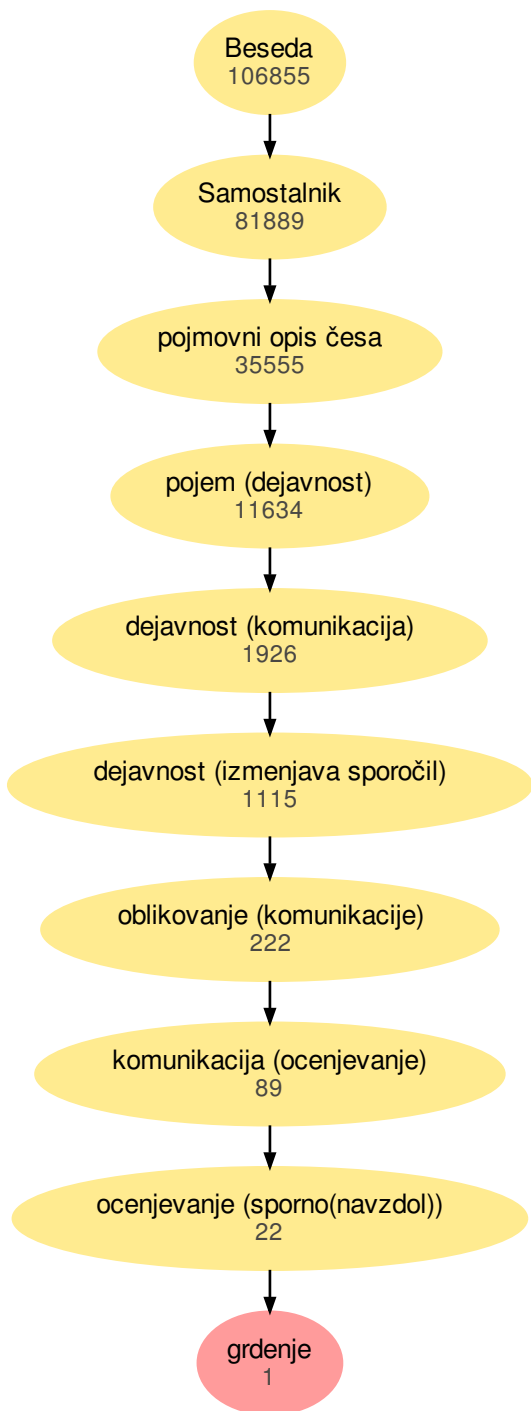 Beseda
106855
Samostalnik
81889
pojmovni opis česa
35555
pojem (dejavnost)
11634
dejavnost (komunikacija)
1926
dejavnost (izmenjava sporočil)
1115
oblikovanje (komunikacije)
222
komunikacija (ocenjevanje)
89
ocenjevanje (sporno(navzdol))
22
grdenje
1